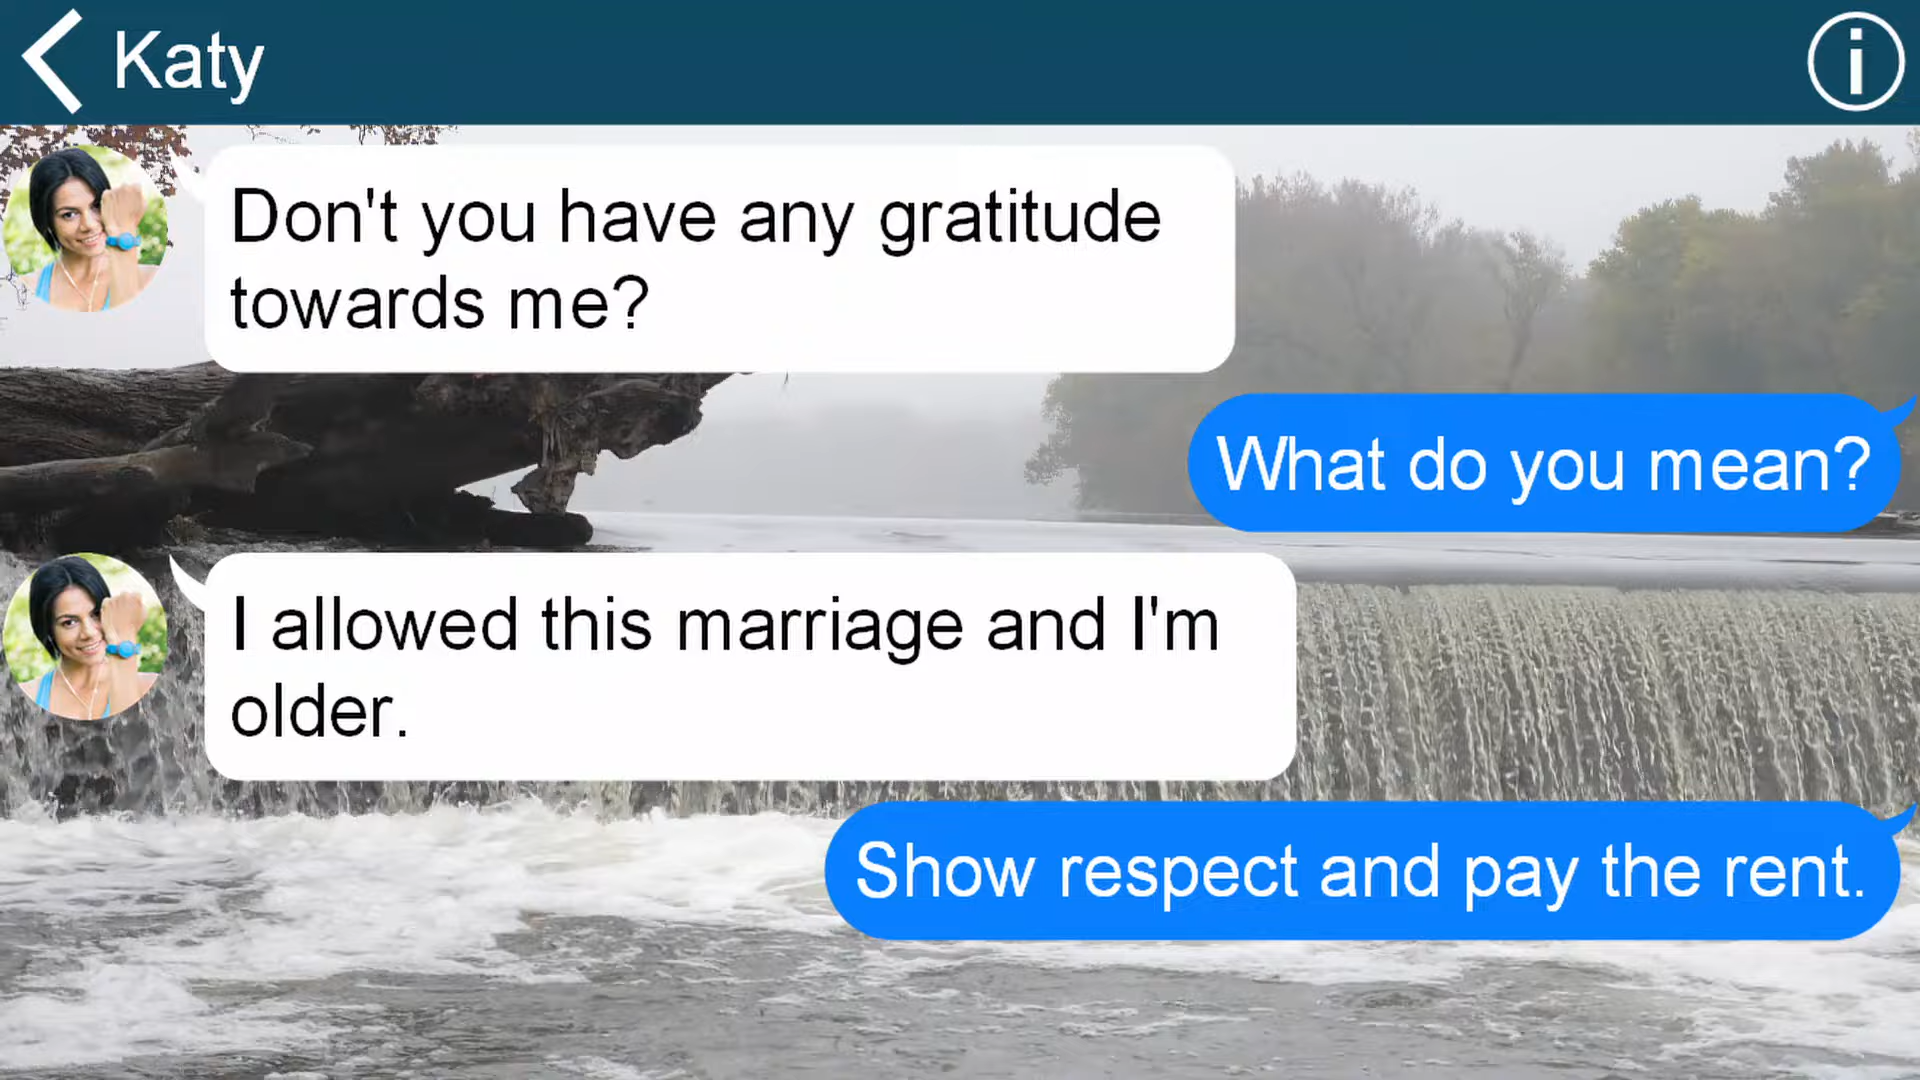 Katy
Don't you have any gratitude
towards me?
What do you mean?
I allowed this marriage and I'm
older.
Show respect and pay the rent.